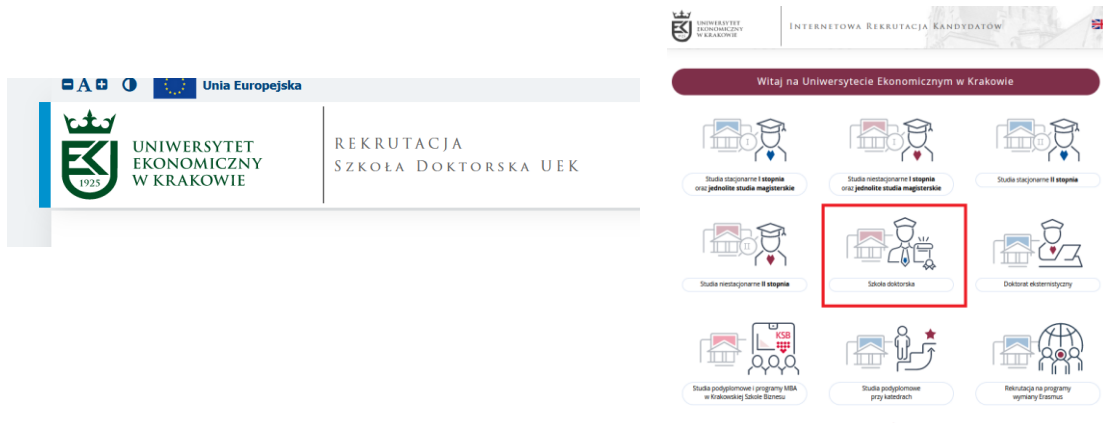 A
Unia Europejska
UNIWERSYTET
EKONOMICZNY
W KRAKOWIE
1925
REKRUTACJA
SZKOŁA DOKTORSKA UEK
UNIWERSYTET
EKONOMICZNY
W KRAKOWIE
INTERNETOWA REKRUTACJA KANDYDATÓW
Witaj na Uniwersytecie Ekonomicznym w Krakowie
I
I
II
Studia stacjonarne I stopnia
oraz jednolite studia magisterskie
Studia niestacjonarne I stopnia
oraz jednolite studia magisterskie
Studia stacjonarne II stopnia
II
Studia niestacjonarne II stopnia
Szkoła doktorska
Doktorat eksternistyczny
KSB
Studia podyplomowe i programy MBA
w Krakowskiej Szkole Biznesu
Studia podyplomowe
przy katedrach
Rekrutacja na programy
wymiany Erasmus